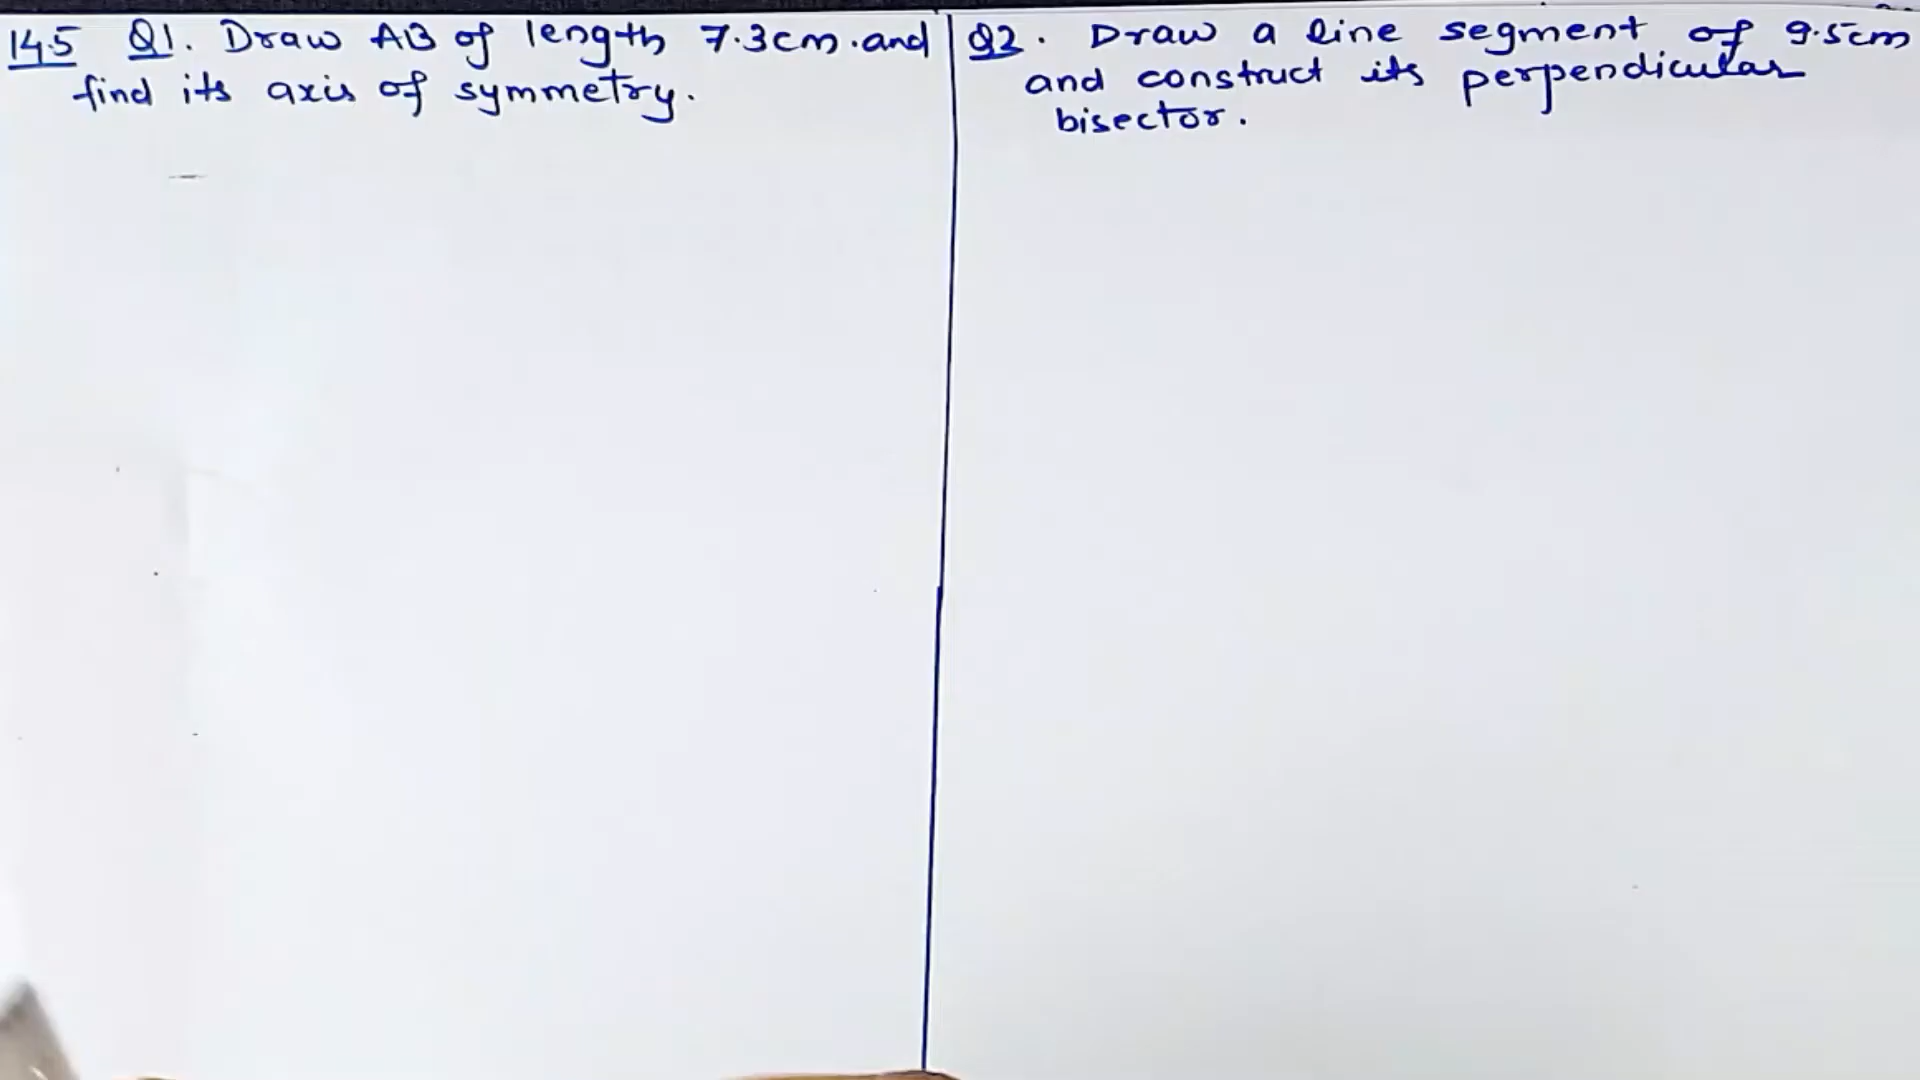 14.5 Q1. Draw AB of length 7.3cm.and
find its axis of symmetry.
Q2. Draw a line segment of 9.5cm
and construct its perpendicular
bisector.